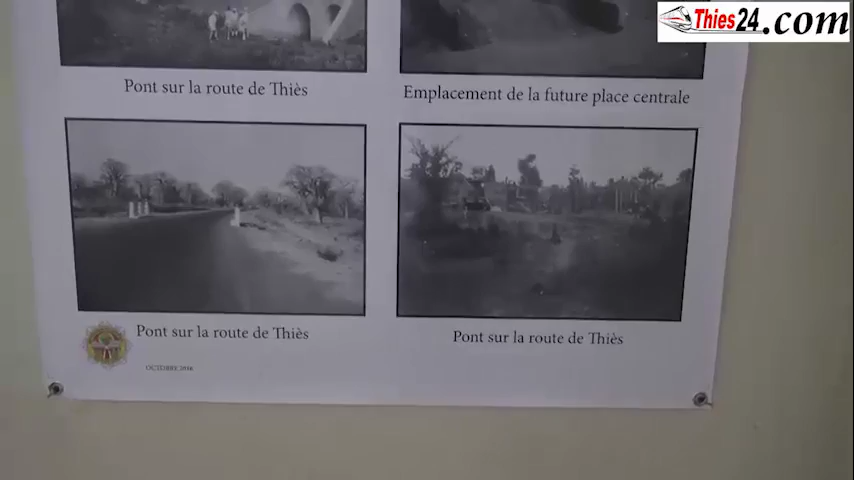 Thies24.com
Pont sur la route de Thiès
Emplacement de la future place centrale
Pont sur la route de Thiès
Pont sur la route de Thiès
OCTOBRE